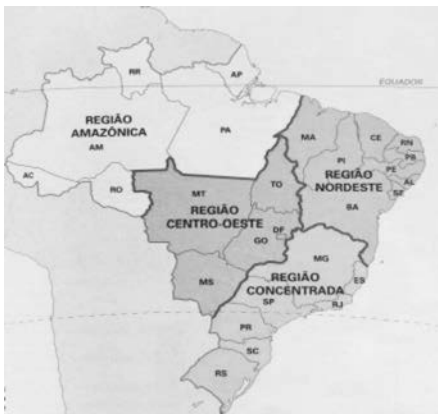 RR
AP
EQUADOR
REGIÃO
AMAZÔNICA
AM
PA
MA
CE
RN
PB
PI
PE
AL
SE
REGIÃO
NORDESTE
AC
RO
MT
TO
BA
REGIÃO
CENTRO-OESTE
DF
GO
MG
MS
REGIÃO
CONCENTRADA
ES
SP
RJ
PR
SC
RS